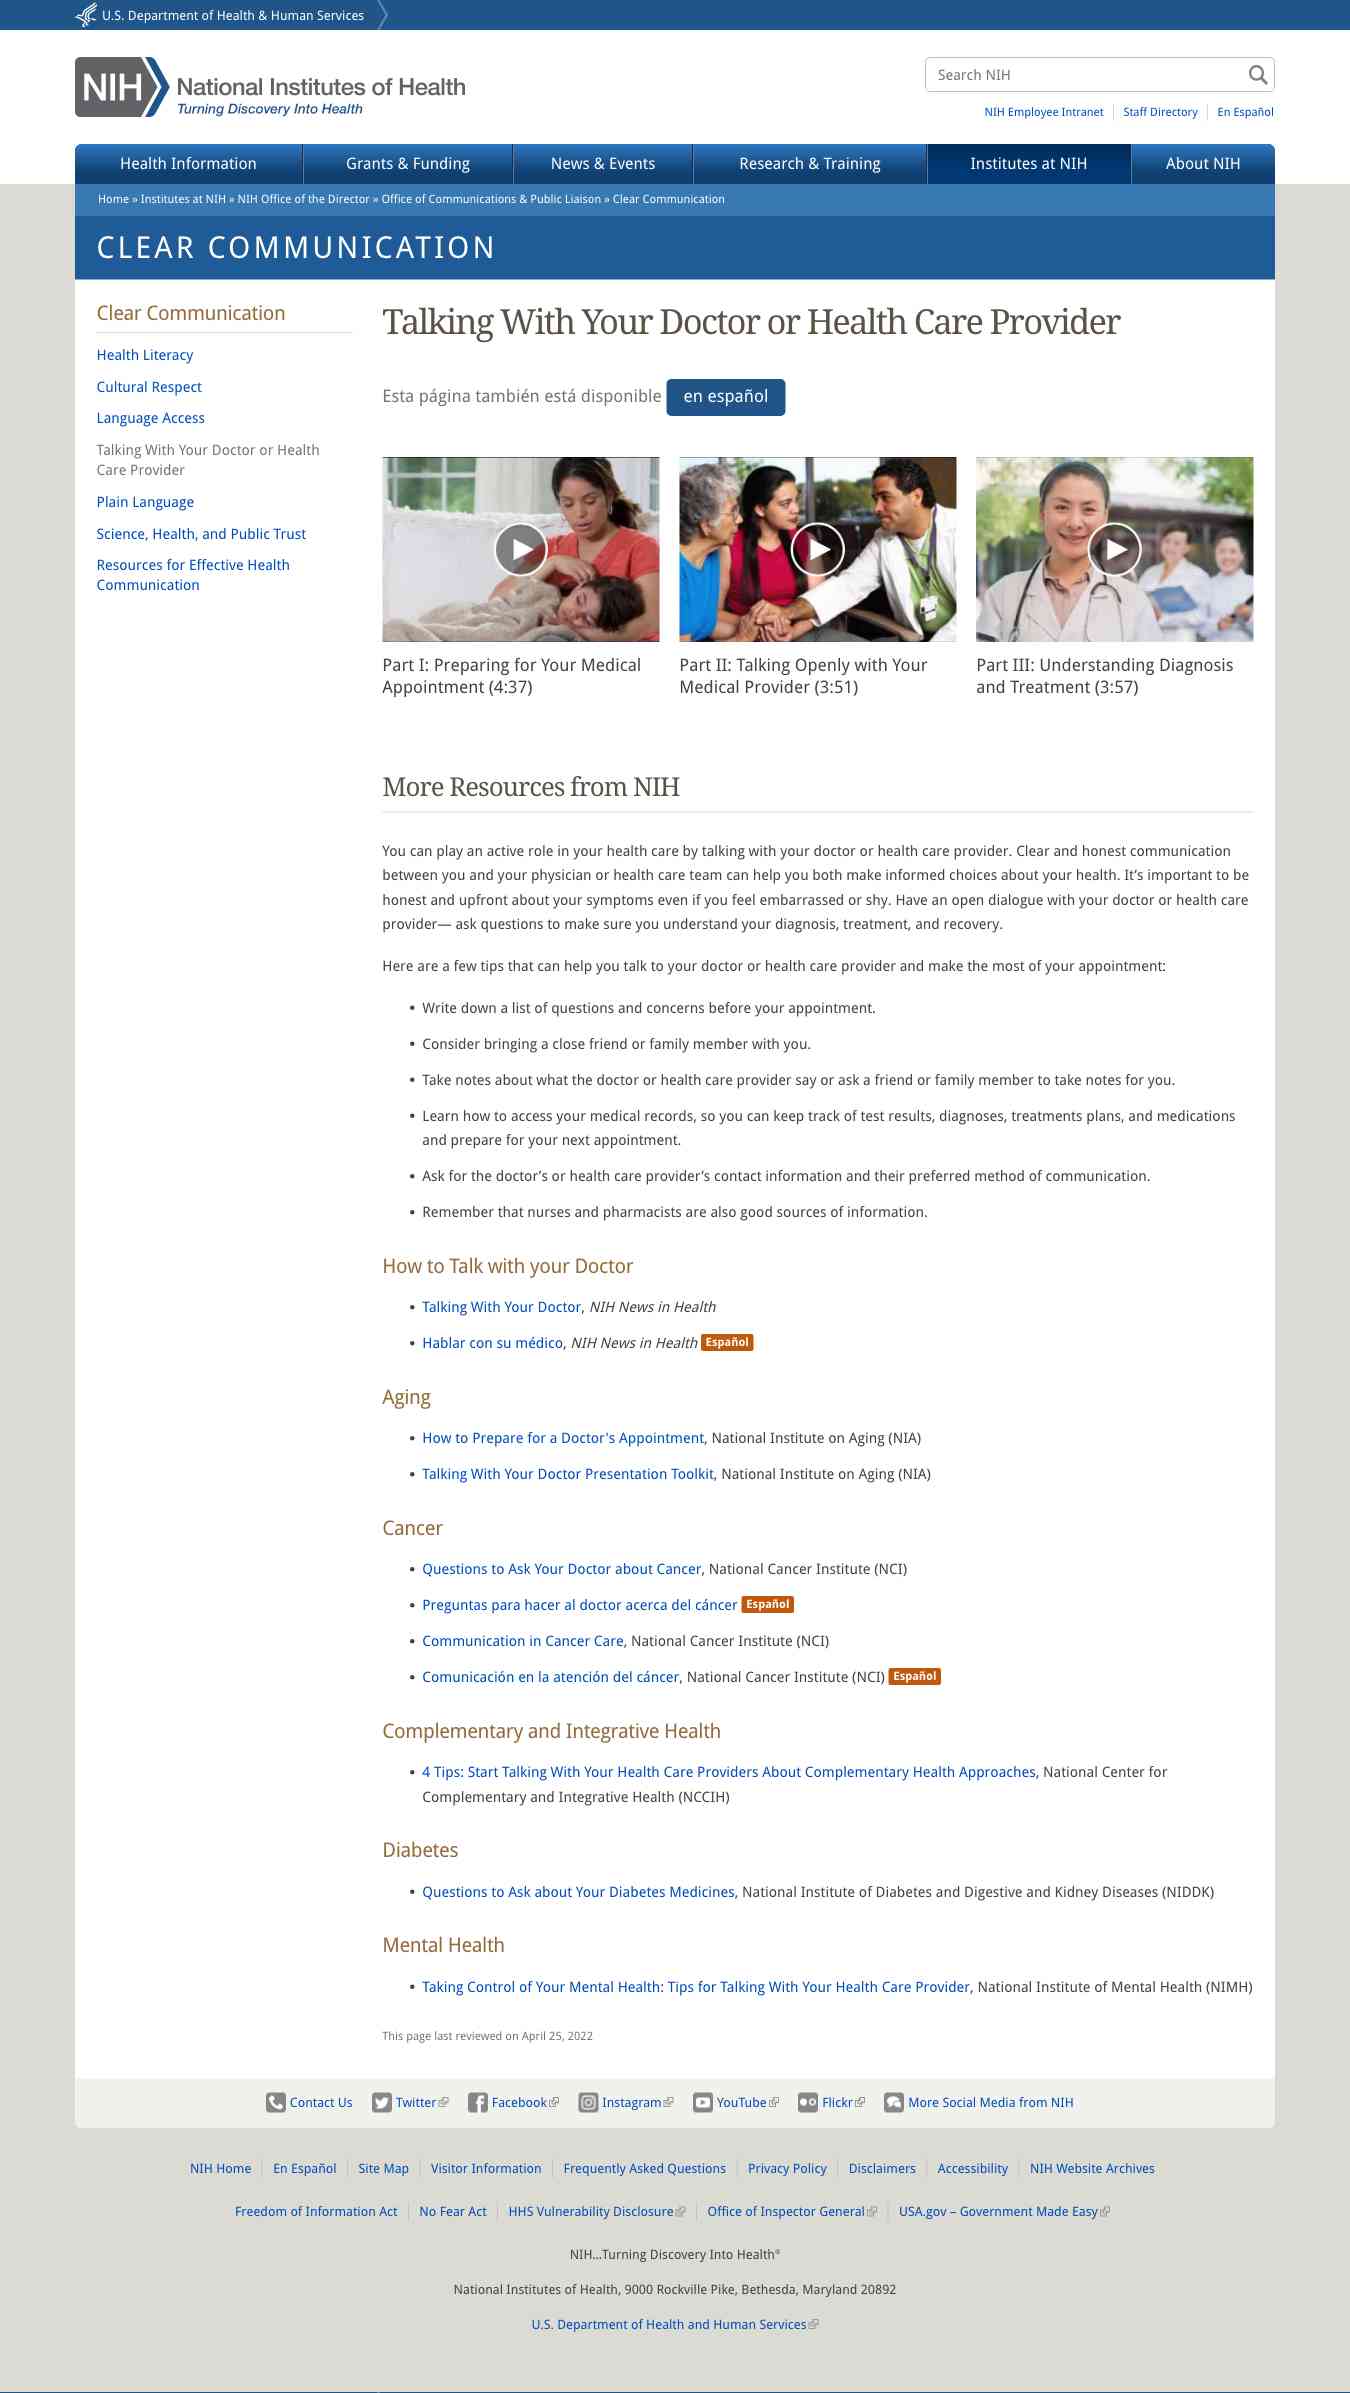 U.S. Department of Health & Human Services
NIH
National Institutes of Health
Turning Discovery Into Health
Search NIH
NIH Employee Intranet
Staff Directory
En Español
Health Information
Grants & Funding
News & Events
Research & Training
Institutes at NIH
About NIH
Home » Institutes at NIH » NIH Office of the Director » Office of Communications & Public Liaison » Clear Communication
CLEAR COMMUNICATION
Clear Communication
Health Literacy
Cultural Respect
Language Access
Talking With Your Doctor or Health
Care Provider
Plain Language
Science, Health, and Public Trust
Resources for Effective Health
Communication
Talking With Your Doctor or Health Care Provider
Esta página también está disponible en español
Part I: Preparing for Your Medical
Appointment (4:37)
Part II: Talking Openly with Your
Medical Provider (3:51)
Part III: Understanding Diagnosis
and Treatment (3:57)
More Resources from NIH
You can play an active role in your health care by talking with your doctor or health care provider. Clear and honest communication
between you and your physician or health care team can help you both make informed choices about your health. It’s important to be
honest and upfront about your symptoms even if you feel embarrassed or shy. Have an open dialogue with your doctor or health care
provider— ask questions to make sure you understand your diagnosis, treatment, and recovery.
Here are a few tips that can help you talk to your doctor or health care provider and make the most of your appointment:
• Write down a list of questions and concerns before your appointment.
• Consider bringing a close friend or family member with you.
• Take notes about what the doctor or health care provider say or ask a friend or family member to take notes for you.
• Learn how to access your medical records, so you can keep track of test results, diagnoses, treatments plans, and medications
and prepare for your next appointment.
• Ask for the doctor’s or health care provider’s contact information and their preferred method of communication.
• Remember that nurses and pharmacists are also good sources of information.
How to Talk with your Doctor
• Talking With Your Doctor, NIH News in Health
• Hablar con su médico, NIH News in Health Español
Aging
• How to Prepare for a Doctor's Appointment, National Institute on Aging (NIA)
• Talking With Your Doctor Presentation Toolkit, National Institute on Aging (NIA)
Cancer
• Questions to Ask Your Doctor about Cancer, National Cancer Institute (NCI)
• Preguntas para hacer al doctor acerca del cáncer Español
• Communication in Cancer Care, National Cancer Institute (NCI)
• Comunicación en la atención del cáncer, National Cancer Institute (NCI) Español
Complementary and Integrative Health
• 4 Tips: Start Talking With Your Health Care Providers About Complementary Health Approaches, National Center for
Complementary and Integrative Health (NCCIH)
Diabetes
• Questions to Ask about Your Diabetes Medicines, National Institute of Diabetes and Digestive and Kidney Diseases (NIDDK)
Mental Health
• Taking Control of Your Mental Health: Tips for Talking With Your Health Care Provider, National Institute of Mental Health (NIMH)
This page last reviewed on April 25, 2022
Contact Us
Twitter
Facebook
Instagram
YouTube
Flickr
More Social Media from NIH
NIH Home
En Español
Site Map
Visitor Information
Frequently Asked Questions
Privacy Policy
Disclaimers
Accessibility
NIH Website Archives
Freedom of Information Act
No Fear Act
HHS Vulnerability Disclosure
Office of Inspector General
USA.gov – Government Made Easy
NIH…Turning Discovery Into Health®
National Institutes of Health, 9000 Rockville Pike, Bethesda, Maryland 20892
U.S. Department of Health and Human Services